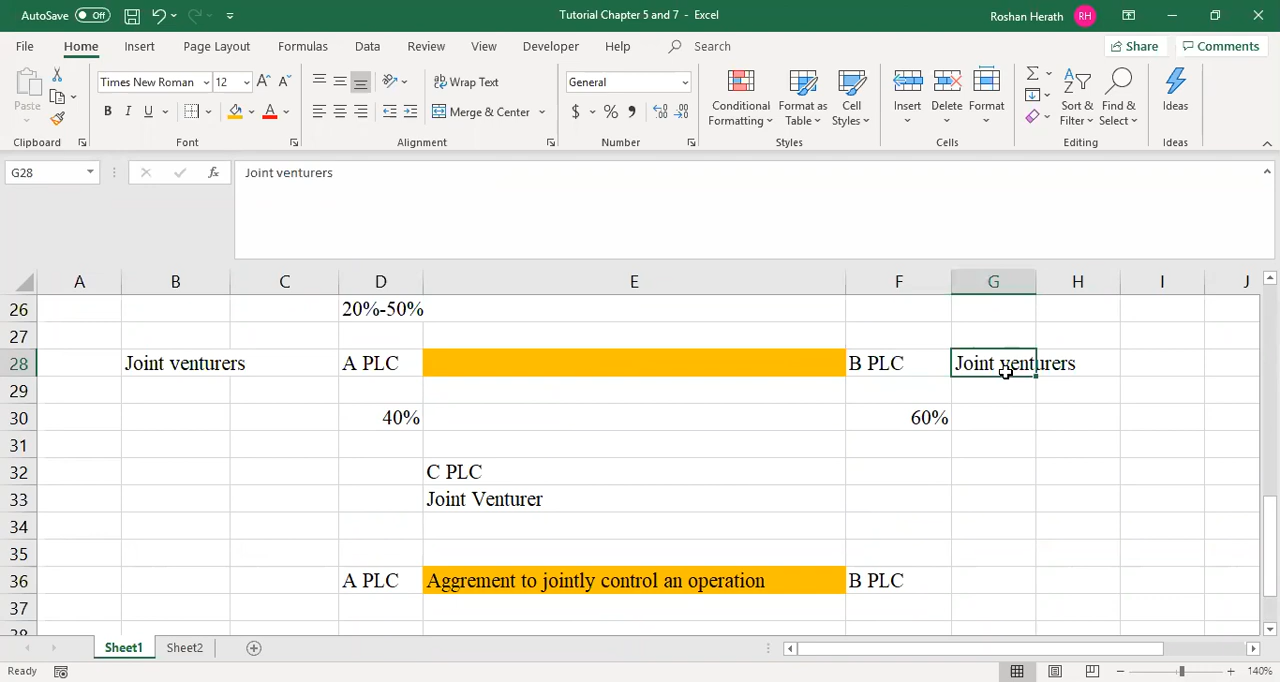 AutoSave Off Tutorial Chapter 5 and 7 - Excel Roshan Herath RH
File Home Insert Page Layout Formulas Data Review View Developer Help Search Share Comments
Paste Times New Roman 12 A A Wrap Text General Conditional Formatting Format as Table Cell Styles Insert Delete Format Sort & Filter Find & Select Ideas
B I U A Merge & Center $ % ,
Clipboard Font Alignment Number Styles Cells Editing Ideas
G28 fx Joint venturers
A B C D E F G H I J
26 20%-50%
27
28 Joint venturers A PLC B PLC Joint venturers
29
30 40% 60%
31
32 C PLC
33 Joint Venturer
34
35
36 A PLC Aggrement to jointly control an operation B PLC
37
38
Sheet1 Sheet2
Ready 140%